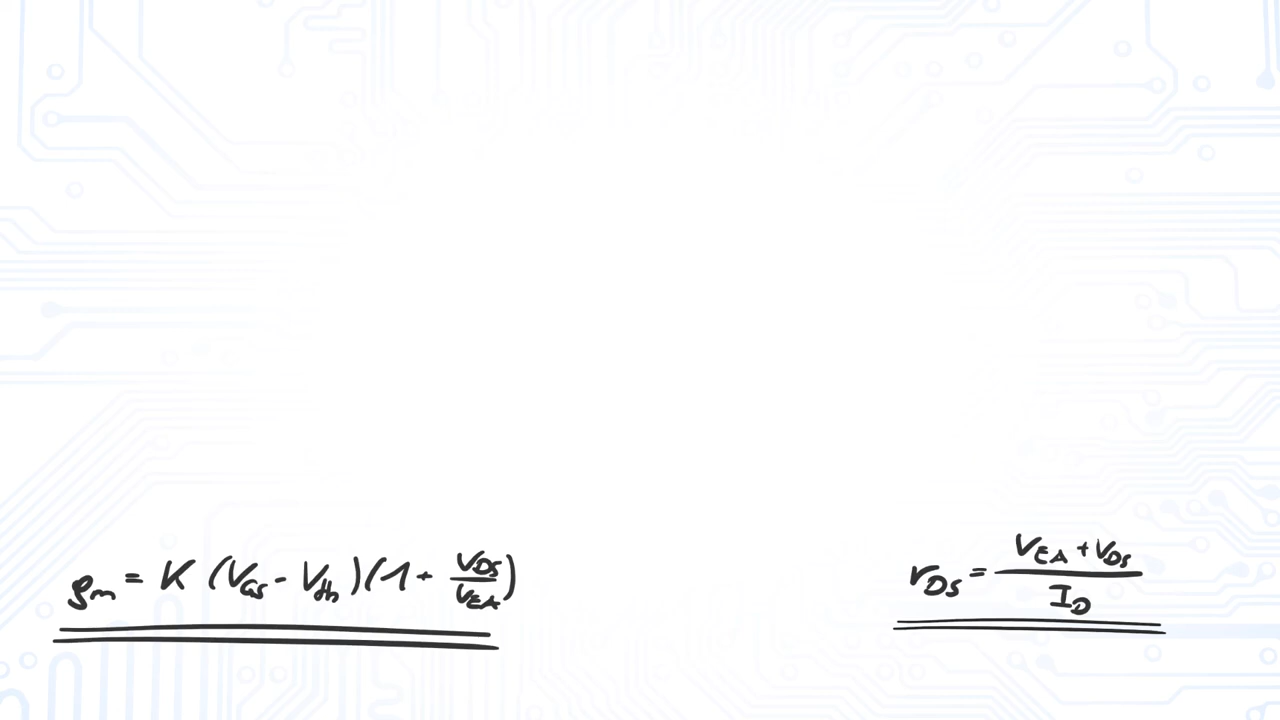 gm = K (VGS - Vth)(1 + VDS/VEA)
rDS = (VEA + VDS)/ID